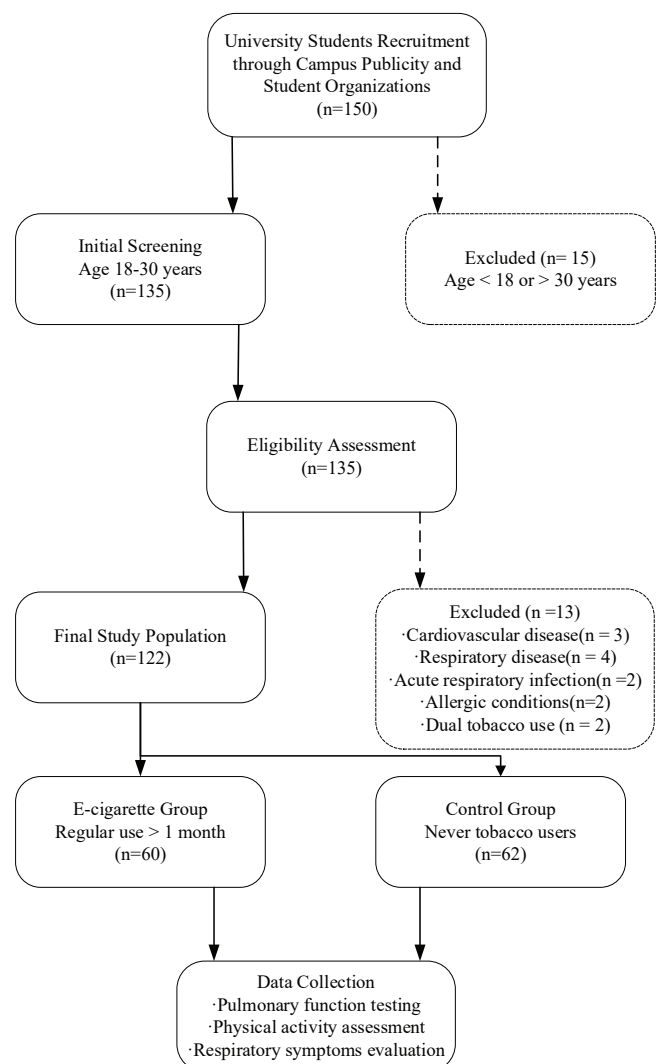 University Students Recruitment
through Campus Publicity and
Student Organizations
(n=150)
Initial Screening
Age 18-30 years
(n=135)
Excluded (n= 15)
Age < 18 or > 30 years
Eligibility Assessment
(n=135)
Final Study Population
(n=122)
Excluded (n =13)
·Cardiovascular disease(n = 3)
·Respiratory disease(n = 4)
·Acute respiratory infection(n =2)
·Allergic conditions(n=2)
·Dual tobacco use (n = 2)
E-cigarette Group
Regular use > 1 month
(n=60)
Control Group
Never tobacco users
(n=62)
Data Collection
·Pulmonary function testing
·Physical activity assessment
·Respiratory symptoms evaluation